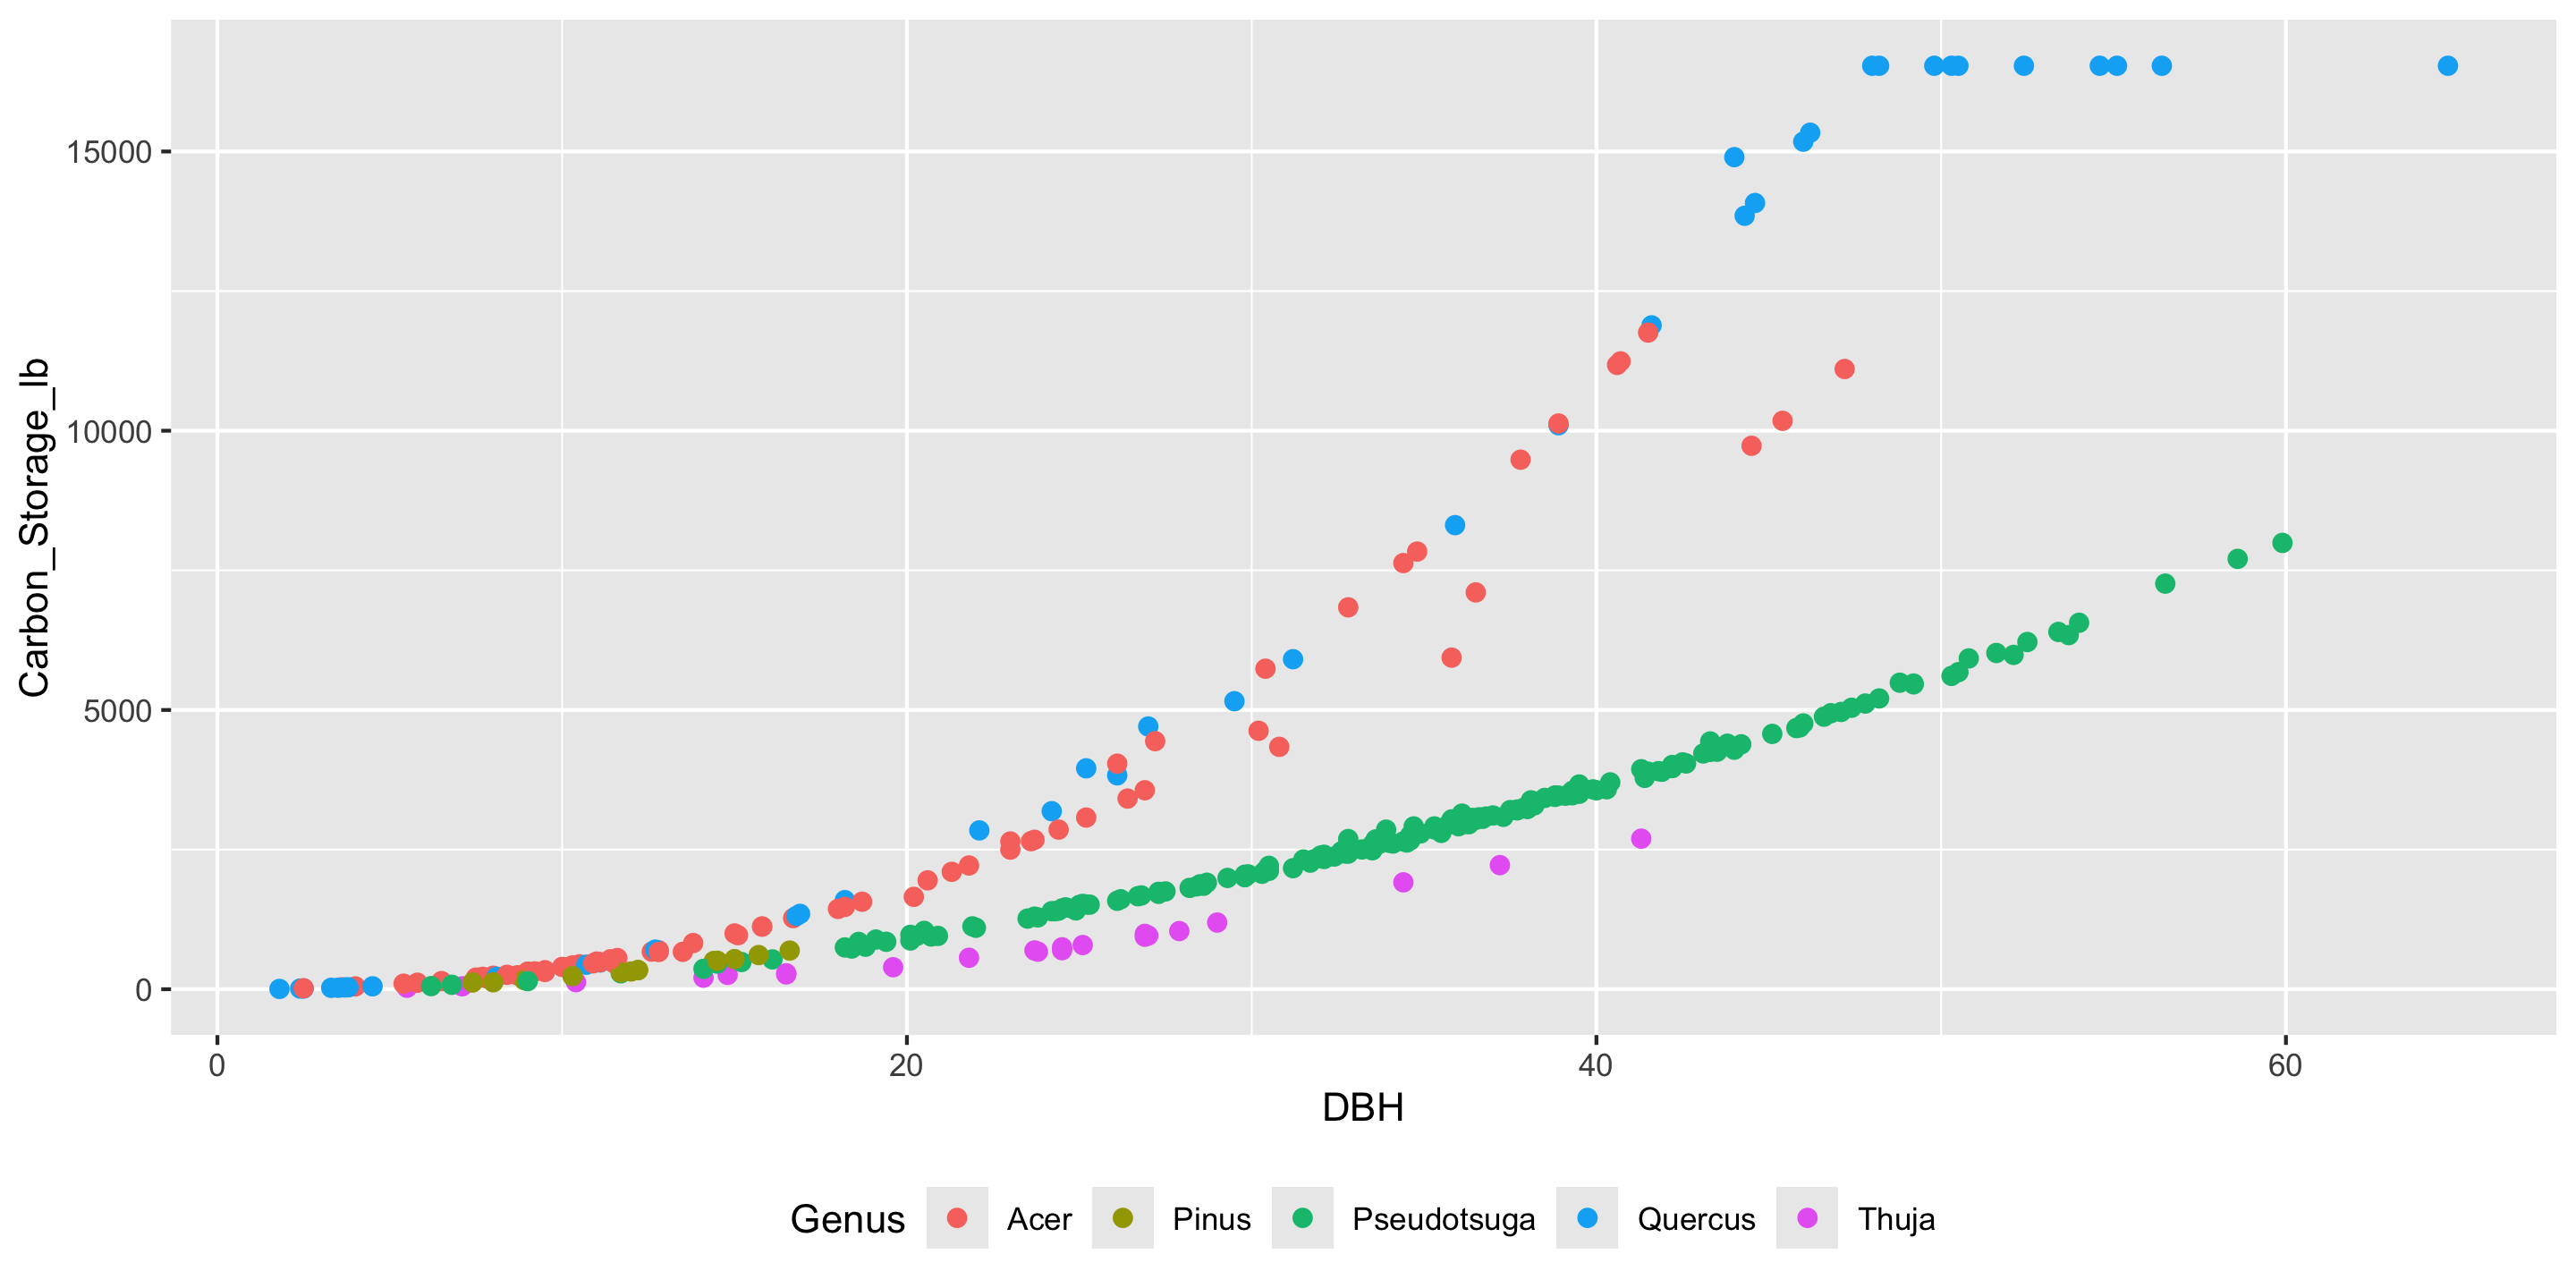 Carbon_Storage_lb
15000
10000
5000
0
0 20 40 60
DBH
Genus Acer Pinus Pseudotsuga Quercus Thuja